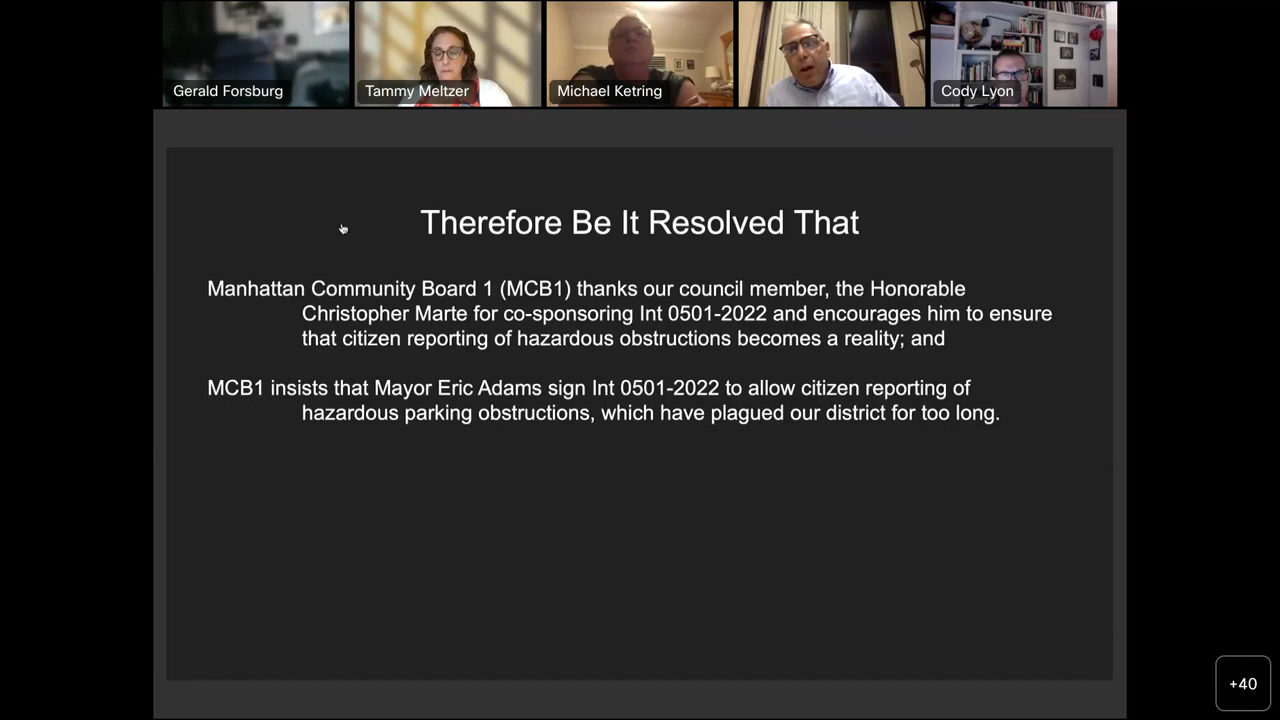 Gerald Forsburg
Tammy Meltzer
Michael Ketring
Cody Lyon
Therefore Be It Resolved That
Manhattan Community Board 1 (MCB1) thanks our council member, the Honorable
Christopher Marte for co-sponsoring Int 0501-2022 and encourages him to ensure
that citizen reporting of hazardous obstructions becomes a reality; and
MCB1 insists that Mayor Eric Adams sign Int 0501-2022 to allow citizen reporting of
hazardous parking obstructions, which have plagued our district for too long.
+40